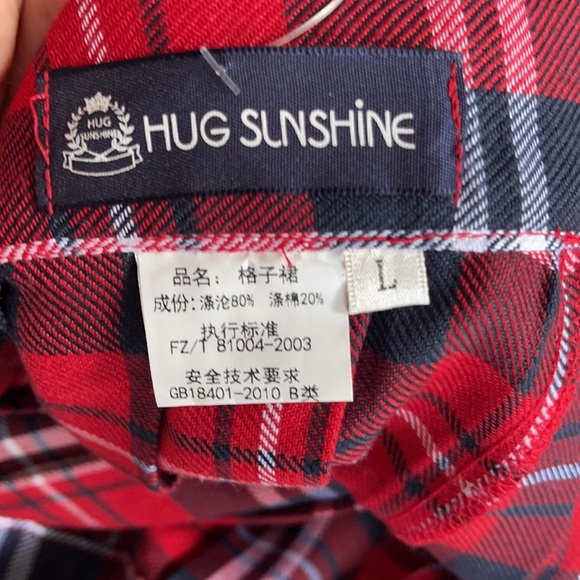 HUG
SUNSHINE
HUG SUNSHINE
L
品名: 格子裙
成份:涤沦80% 涤棉20%
执行标准
FZ/T 81004-2003
安全技术要求
GB18401-2010 B类